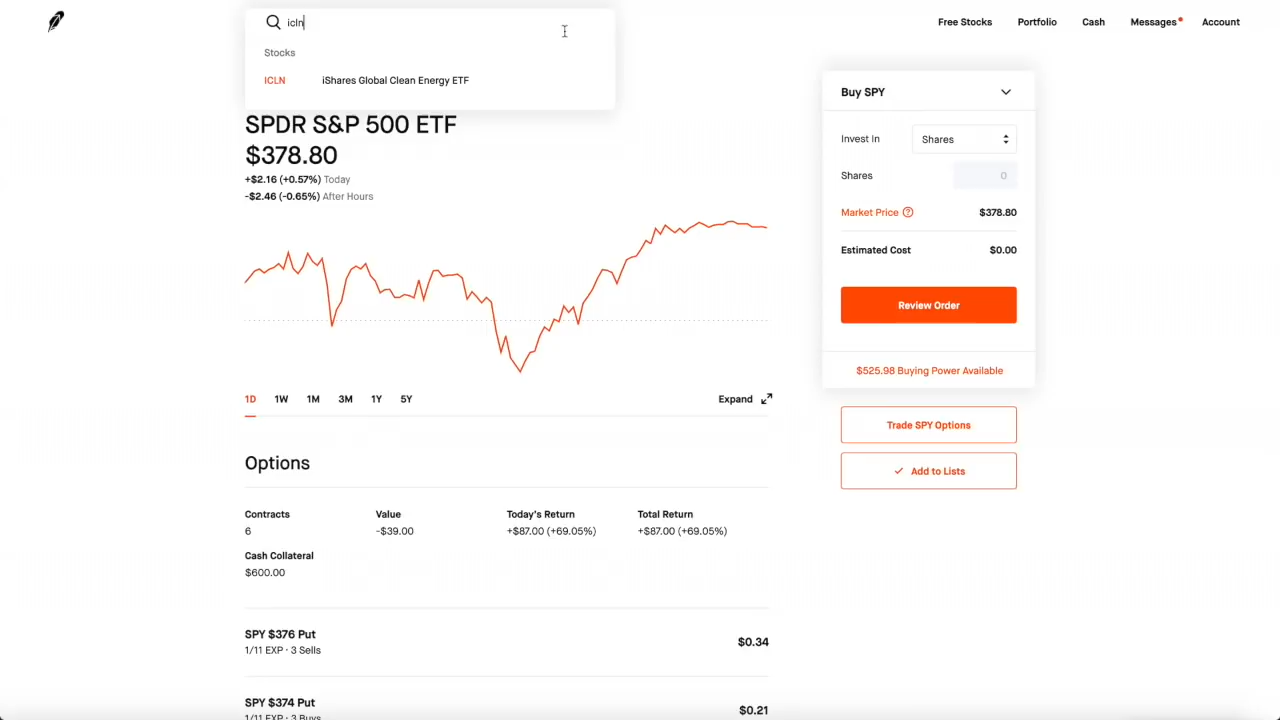 icln
Free Stocks
Portfolio
Cash
Messages
Account
Stocks
ICLN iShares Global Clean Energy ETF
SPDR S&P 500 ETF
$378.80
+$2.16 (+0.57%) Today
-$2.46 (-0.65%) After Hours
1D 1W 1M 3M 1Y 5Y
Expand
Options
Contracts Value Today's Return Total Return
6 -$39.00 +$87.00 (+69.05%) +$87.00 (+69.05%)
Cash Collateral
$600.00
SPY $376 Put
1/11 EXP · 3 Sells
$0.34
SPY $374 Put
1/11 EXP · 3 Buys
$0.21
Buy SPY
Invest In Shares
Shares 0
Market Price ? $378.80
Estimated Cost $0.00
Review Order
$525.98 Buying Power Available
Trade SPY Options
Add to Lists